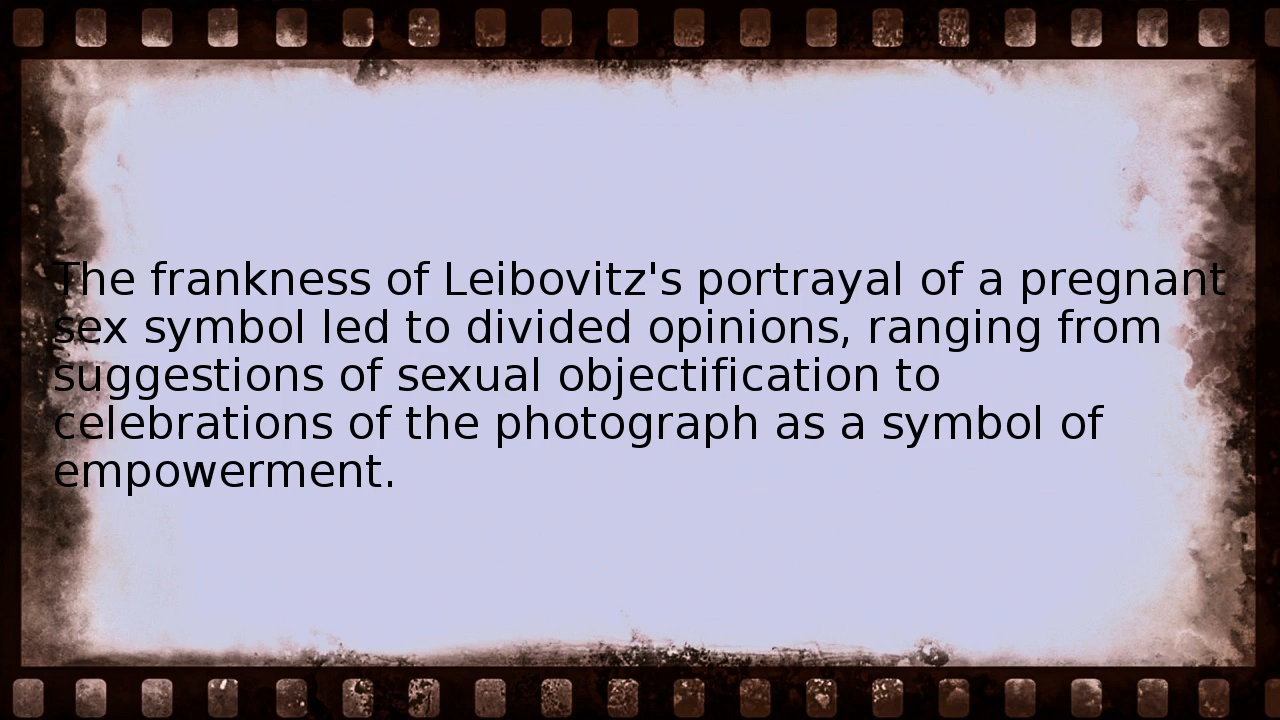 The frankness of Leibovitz's portrayal of a pregnant
sex symbol led to divided opinions, ranging from
suggestions of sexual objectification to
celebrations of the photograph as a symbol of
empowerment.